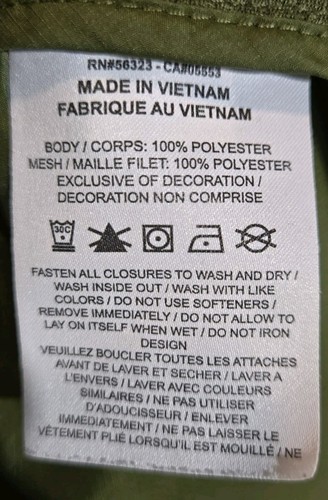 RN#56323 - CA#05553
MADE IN VIETNAM
FABRIQUE AU VIETNAM
BODY / CORPS: 100% POLYESTER
MESH / MAILLE FILET: 100% POLYESTER
EXCLUSIVE OF DECORATION /
DECORATION NON COMPRISE
30C
FASTEN ALL CLOSURES TO WASH AND DRY /
WASH INSIDE OUT / WASH WITH LIKE
COLORS / DO NOT USE SOFTENERS /
REMOVE IMMEDIATELY / DO NOT ALLOW TO
LAY ON ITSELF WHEN WET / DO NOT IRON
DESIGN
VEUILLEZ BOUCLER TOUTES LES ATTACHES
AVANT DE LAVER ET SECHER / LAVER A
L'ENVERS / LAVER AVEC COULEURS
SIMILAIRES / NE PAS UTILISER
D'ADOUCISSEUR / ENLEVER
IMMEDIATEMENT / NE PAS LAISSER LE
VÊTEMENT PLIÉ LORSQU'IL EST MOUILLÉ / NE